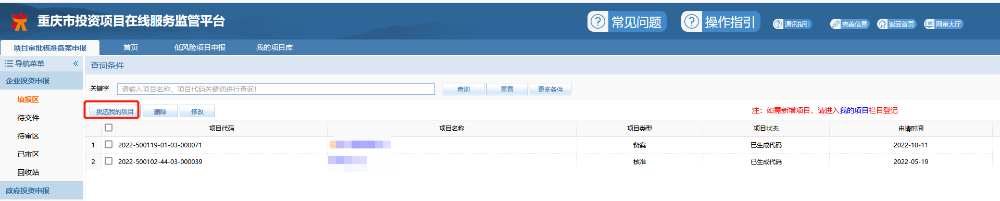 重庆市投资项目在线服务监管平台
常见问题
操作指引
通讯指引
完善信息
返回首页
网审大厅
项目审批核准备案申报
首页
低风险项目申报
我的项目库
导航菜单
查询条件
企业投资申报
关键字
请输入项目名称、项目代码关键词进行查询!
查询
重置
更多条件
填报区
挑选我的项目
删除
修改
注：如需新增项目，请进入我的项目栏目登记
待交件
项目代码
项目名称
项目类型
项目状态
申请时间
待审区
1
2022-500119-01-03-000071
备案
已生成代码
2022-10-11
已审区
2
2022-500102-44-03-000039
核准
已生成代码
2022-05-19
回收站
政府投资申报